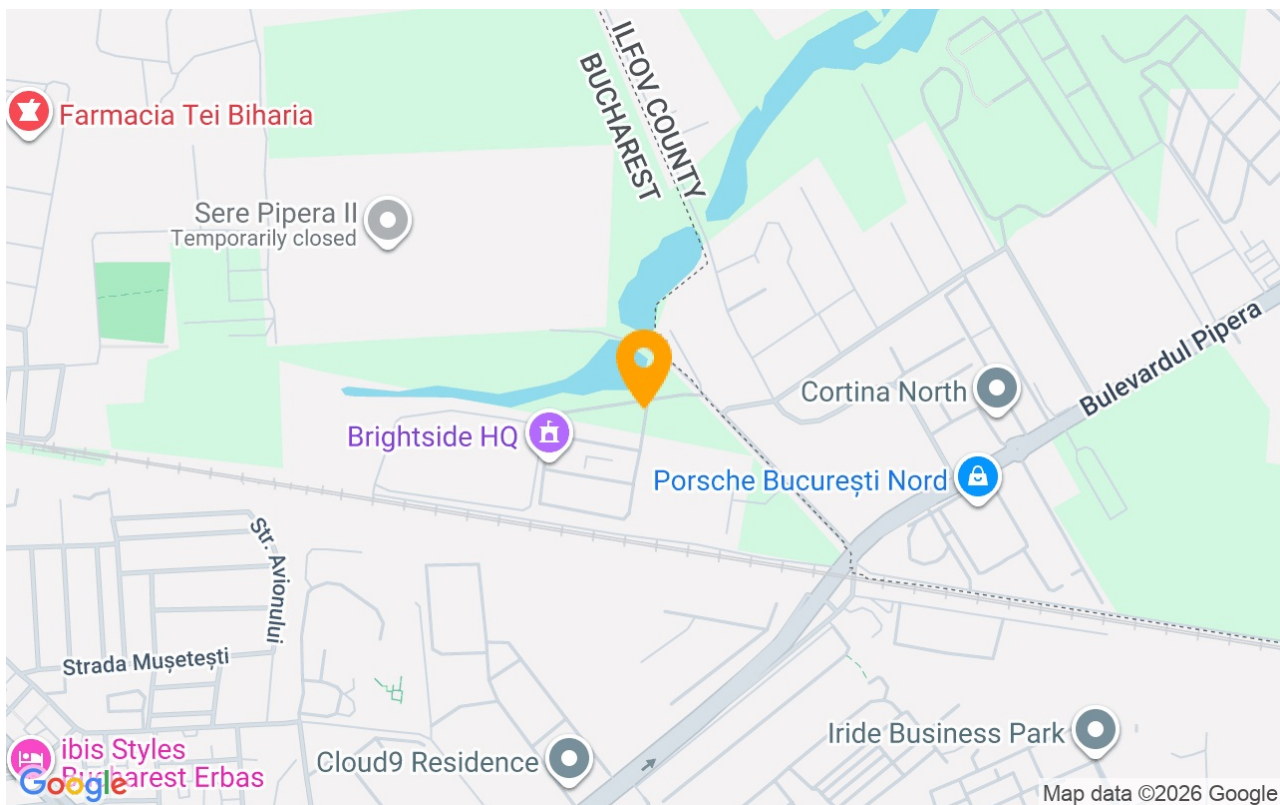 ILFOV COUNTY
BUCHAREST
Farmacia Tei Biharia
Sere Pipera II
Temporarily closed
Bulevardul Pipera
Cortina North
Brightside HQ
Porsche București Nord
Str. Avionului
Strada Mușetești
Iride Business Park
ibis Styles
Bucharest Erbas
Cloud9 Residence
Google
Map data ©2026 Google